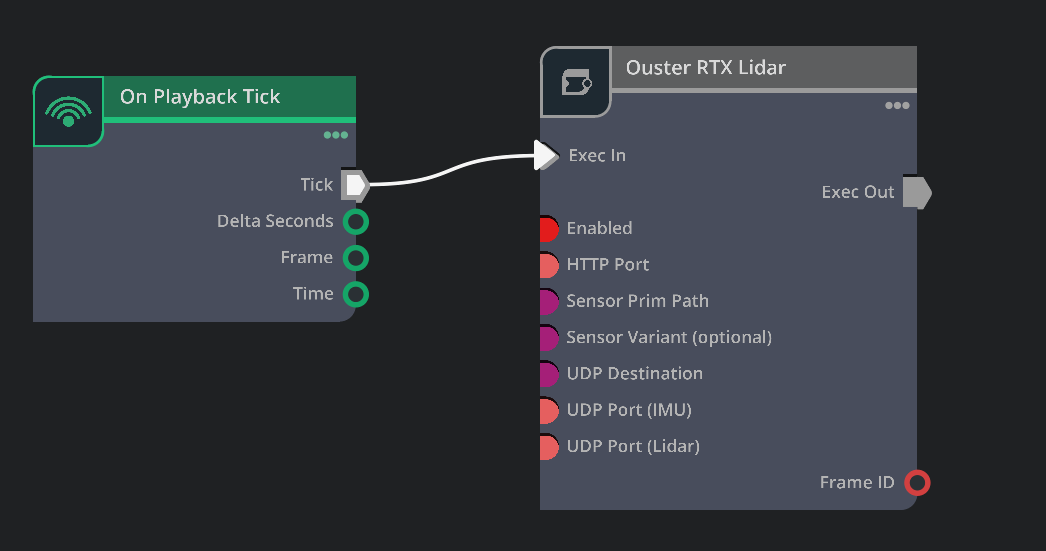 On Playback Tick
Tick
Delta Seconds
Frame
Time
Ouster RTX Lidar
Exec In
Exec Out
Enabled
HTTP Port
Sensor Prim Path
Sensor Variant (optional)
UDP Destination
UDP Port (IMU)
UDP Port (Lidar)
Frame ID